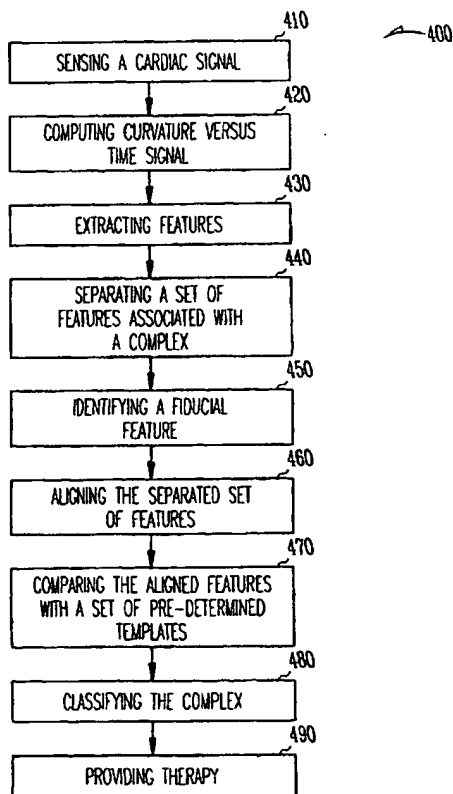 410
400
SENSING A CARDIAC SIGNAL
420
COMPUTING CURVATURE VERSUS
TIME SIGNAL
430
EXTRACTING FEATURES
440
SEPARATING A SET OF
FEATURES ASSOCIATED WITH
A COMPLEX
450
IDENTIFYING A FIDUCIAL
FEATURE
460
ALIGNING THE SEPARATED SET
OF FEATURES
470
COMPARING THE ALIGNED FEATURES
WITH A SET OF PRE-DETERMINED
TEMPLATES
480
CLASSIFYING THE COMPLEX
490
PROVIDING THERAPY